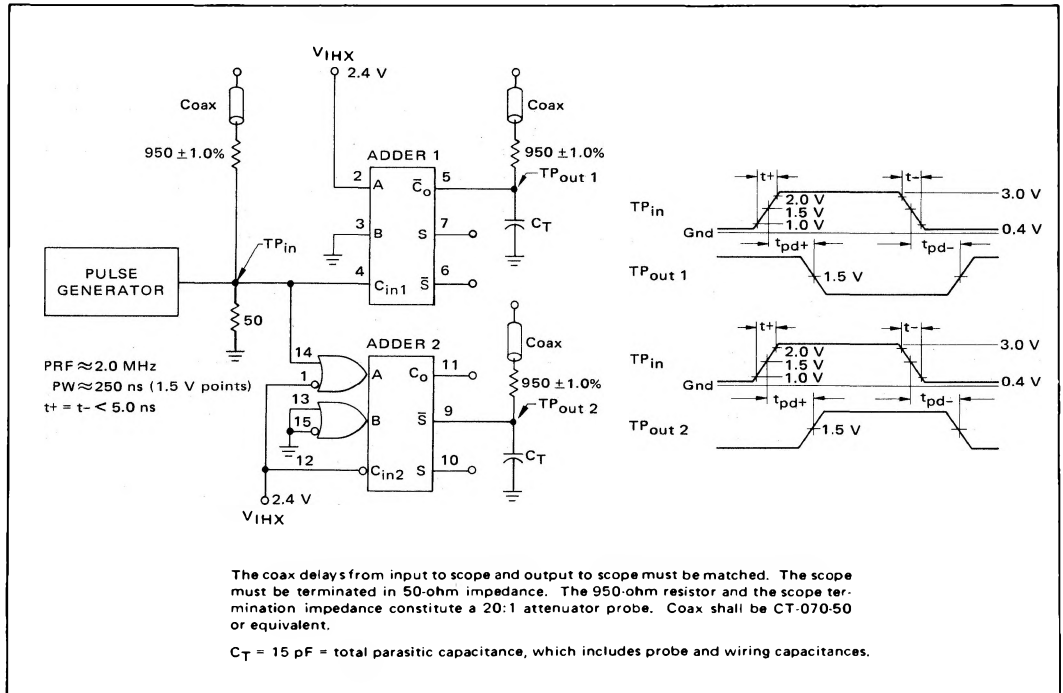 VIHX
2.4 V
Coax
950 ±1.0%
ADDER 1
2
A
3
B
4
Cin1
C̅o
5
S
7
S̅
6
Coax
950 ±1.0%
TPout 1
CT
TPin
PULSE
GENERATOR
50
PRF ≈ 2.0 MHz
PW ≈ 250 ns (1.5 V points)
t+ = t- < 5.0 ns
ADDER 2
14
1
A
13
15
B
12
Cin2
Co
11
S̅
9
S
10
Coax
950 ±1.0%
TPout 2
CT
2.4 V
VIHX
t+
t-
TPin
3.0 V
2.0 V
1.5 V
1.0 V
Gnd
0.4 V
tpd+
tpd-
TPout 1
1.5 V
t+
t-
TPin
3.0 V
2.0 V
1.5 V
1.0 V
Gnd
0.4 V
tpd+
tpd-
TPout 2
1.5 V
The coax delays from input to scope and output to scope must be matched. The scope
must be terminated in 50-ohm impedance. The 950-ohm resistor and the scope ter-
mination impedance constitute a 20:1 attenuator probe. Coax shall be CT-070-50
or equivalent.
CT = 15 pF = total parasitic capacitance, which includes probe and wiring capacitances.